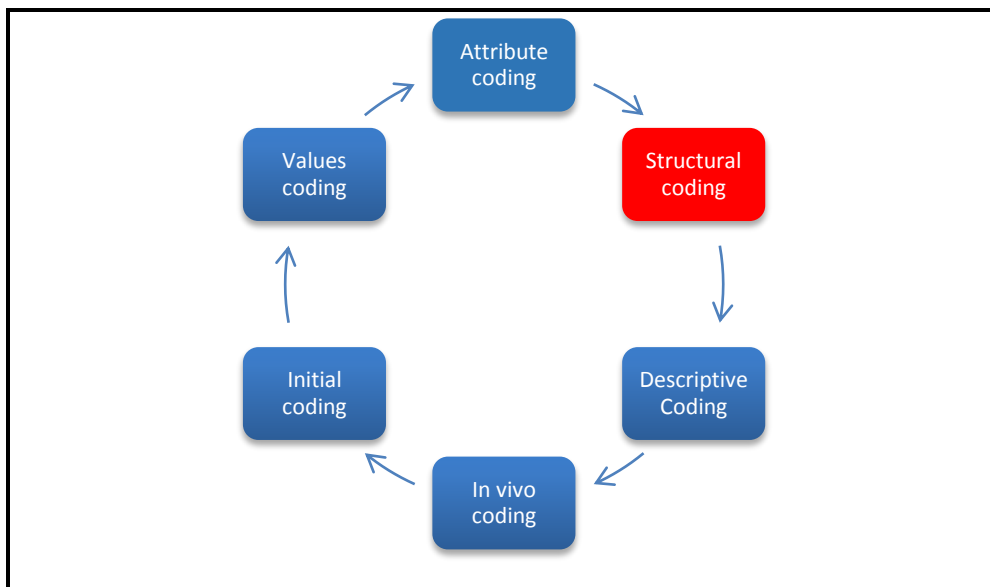 Attribute
coding
Structural
coding
Descriptive
Coding
In vivo
coding
Initial
coding
Values
coding